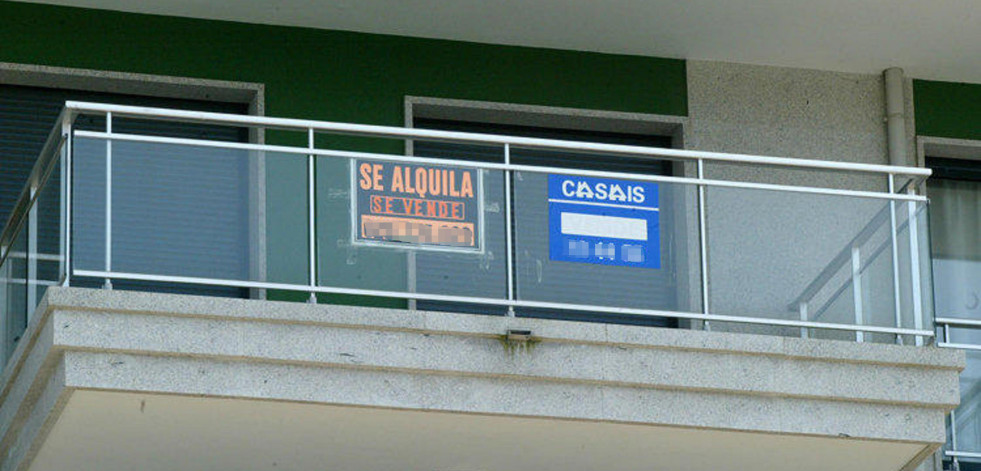 SE ALQUILA
SE VENDE
CASAIS